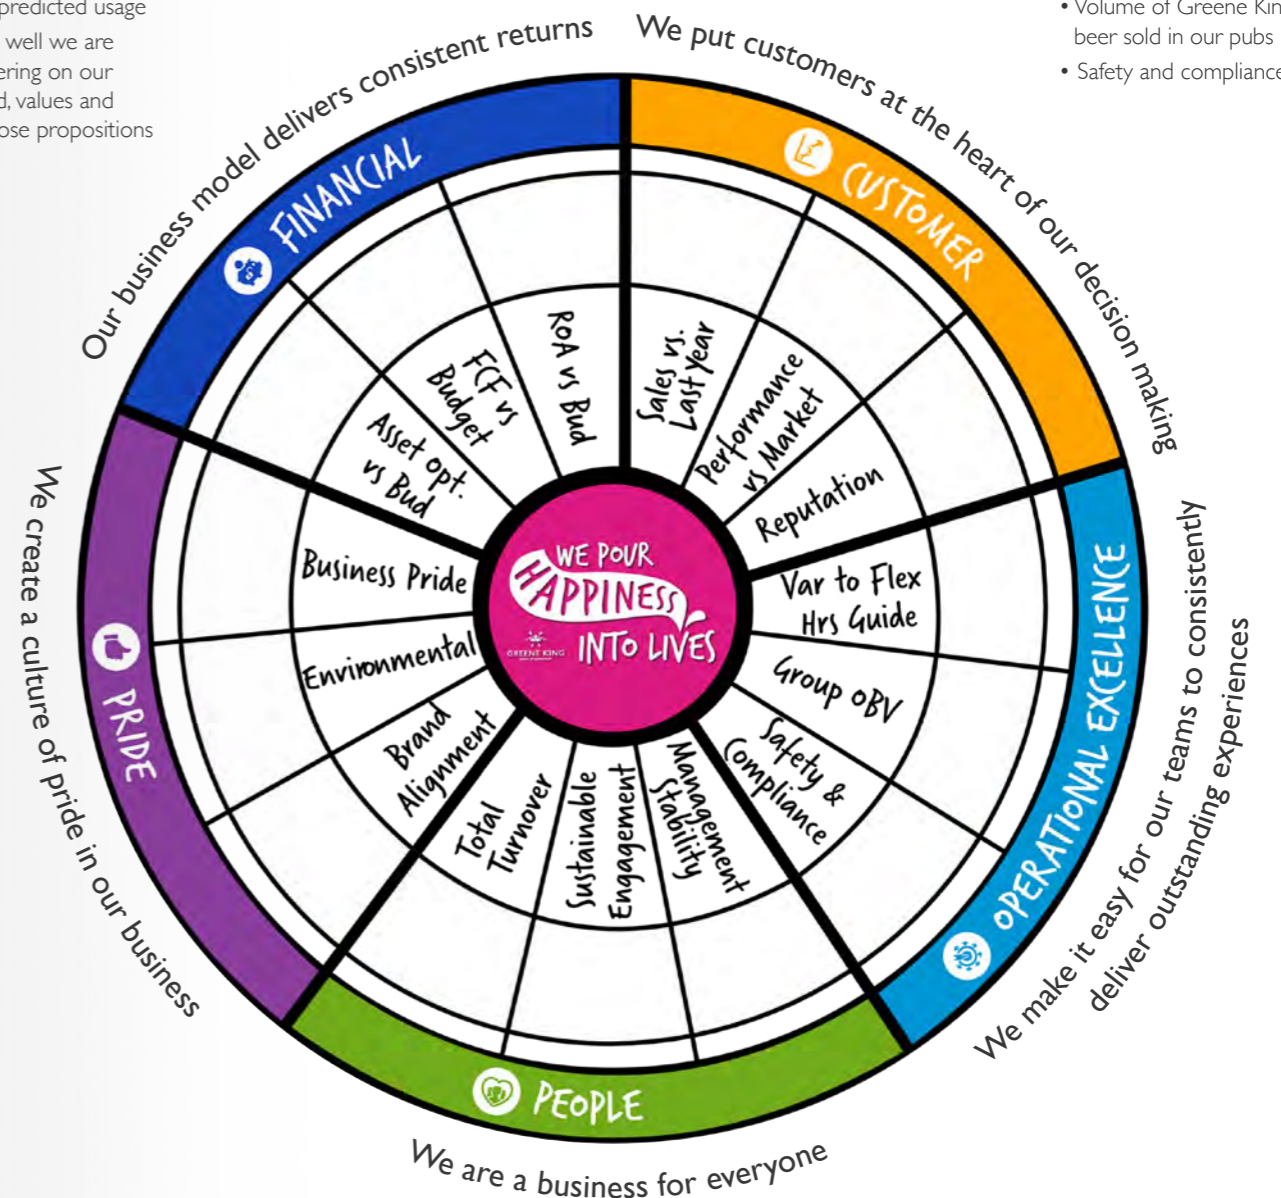 predicted usage
well we are
ering on our
, values and
ose propositions
• Volume of Greene Kin
beer sold in our pubs
• Safety and compliance
Our business model delivers consistent returns
We put customers at the heart of our decision making
We make it easy for our teams to consistently
deliver outstanding experiences
We are a business for everyone
We create a culture of pride in our business
FINANCIAL
CUSTOMER
OPERATIONAL EXCELLENCE
PEOPLE
PRIDE
Asset Opt.
vs Bud
FCF vs
Budget
RoA vs Bud
Sales vs.
Last Year
Performance
vs Market
Reputation
Var to Flex
Hrs Guide
Group OBV
Safety &
Compliance
Management
Stability
Sustainable
Engagement
Total
Turnover
Brand
Alignment
Environmental
Business Pride
WE POUR
HAPPINESS
INTO LIVES
GREENE KING